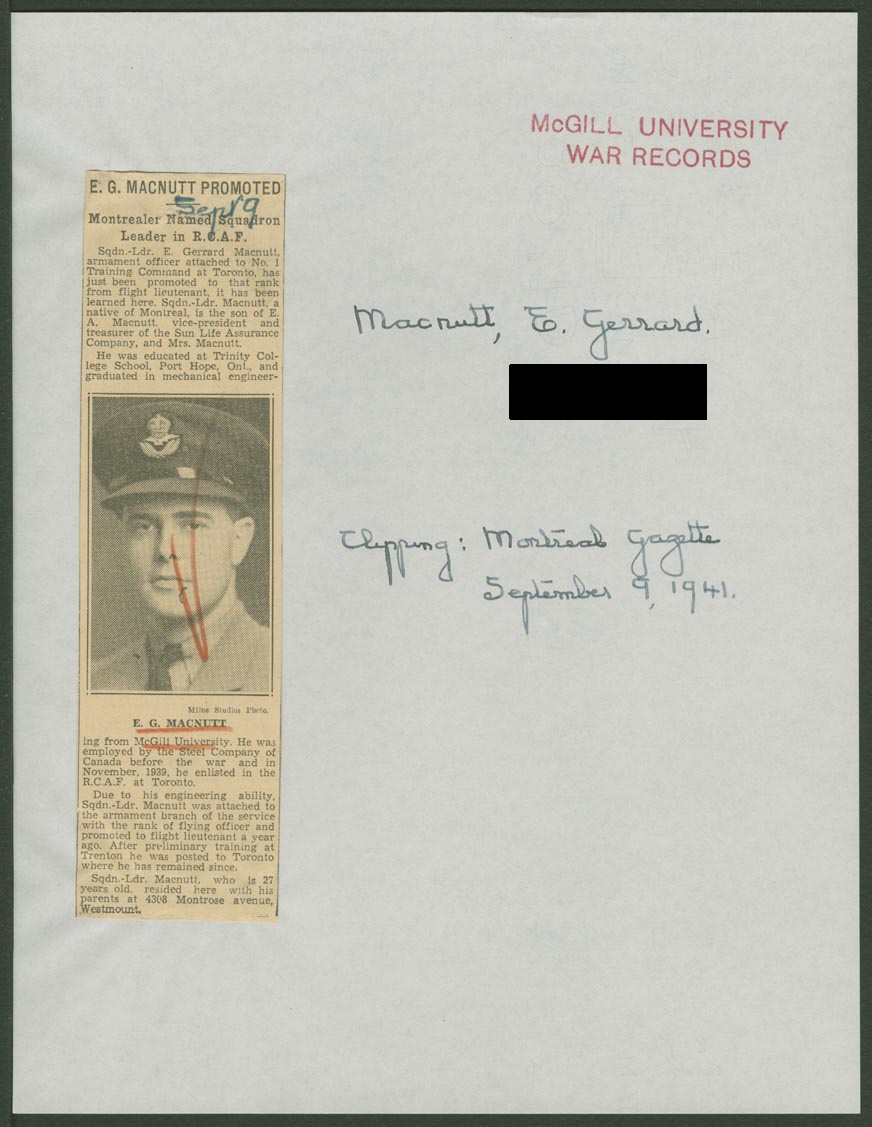 McGILL UNIVERSITY
WAR RECORDS
E. G. MACNUTT PROMOTED
Sept 9
Montrealer Named Squadron
Leader in R.C.A.F.
Sqdn.-Ldr. E. Gerrard Macnutt,
armament officer attached to No. 1
Training Command at Toronto, has
just been promoted to that rank
from flight lieutenant, it has been
learned here. Sqdn.-Ldr. Macnutt, a
native of Montreal, is the son of E.
A. Macnutt, vice-president and
treasurer of the Sun Life Assurance
Company, and Mrs. Macnutt.
He was educated at Trinity Col-
lege School, Port Hope, Ont., and
graduated in mechanical engineer-
Milne Studios Photo.
E. G. MACNUTT
ing from McGill University. He was
employed by the Steel Company of
Canada before the war and in
November, 1939, he enlisted in the
R.C.A.F. at Toronto.
Due to his engineering ability,
Sqdn.-Ldr. Macnutt was attached to
the armament branch of the service
with the rank of flying officer and
promoted to flight lieutenant a year
ago. After preliminary training at
Trenton he was posted to Toronto
where he has remained since.
Sqdn.-Ldr. Macnutt, who is 27
years old, resided here with his
parents at 4308 Montrose avenue,
Westmount.
Macnutt, E. Gerrard.
Clipping: Montreal Gazette
September 9, 1941.